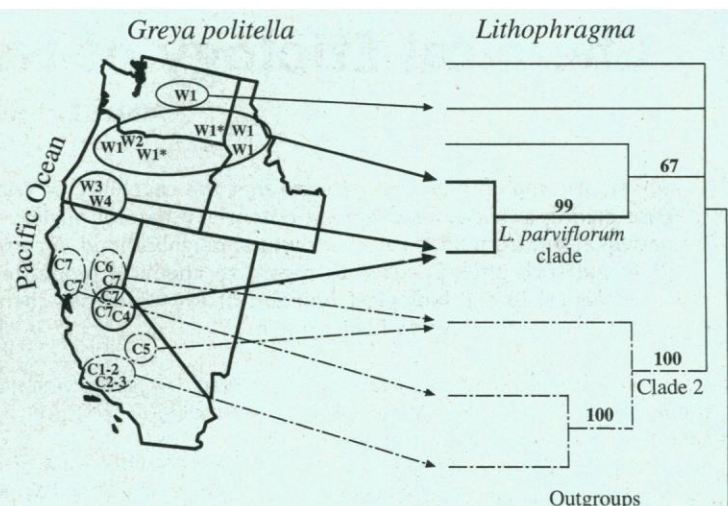 Greya politella
Lithophragma
Pacific Ocean
W1
W1*
W1
W1 W2
W1*
W1
W3
W4
C7
C7
C6
C7
C7
C7 C4
C5
C1-2
C2-3
67
99
L. parviflorum
clade
100
Clade 2
100
Outgroups